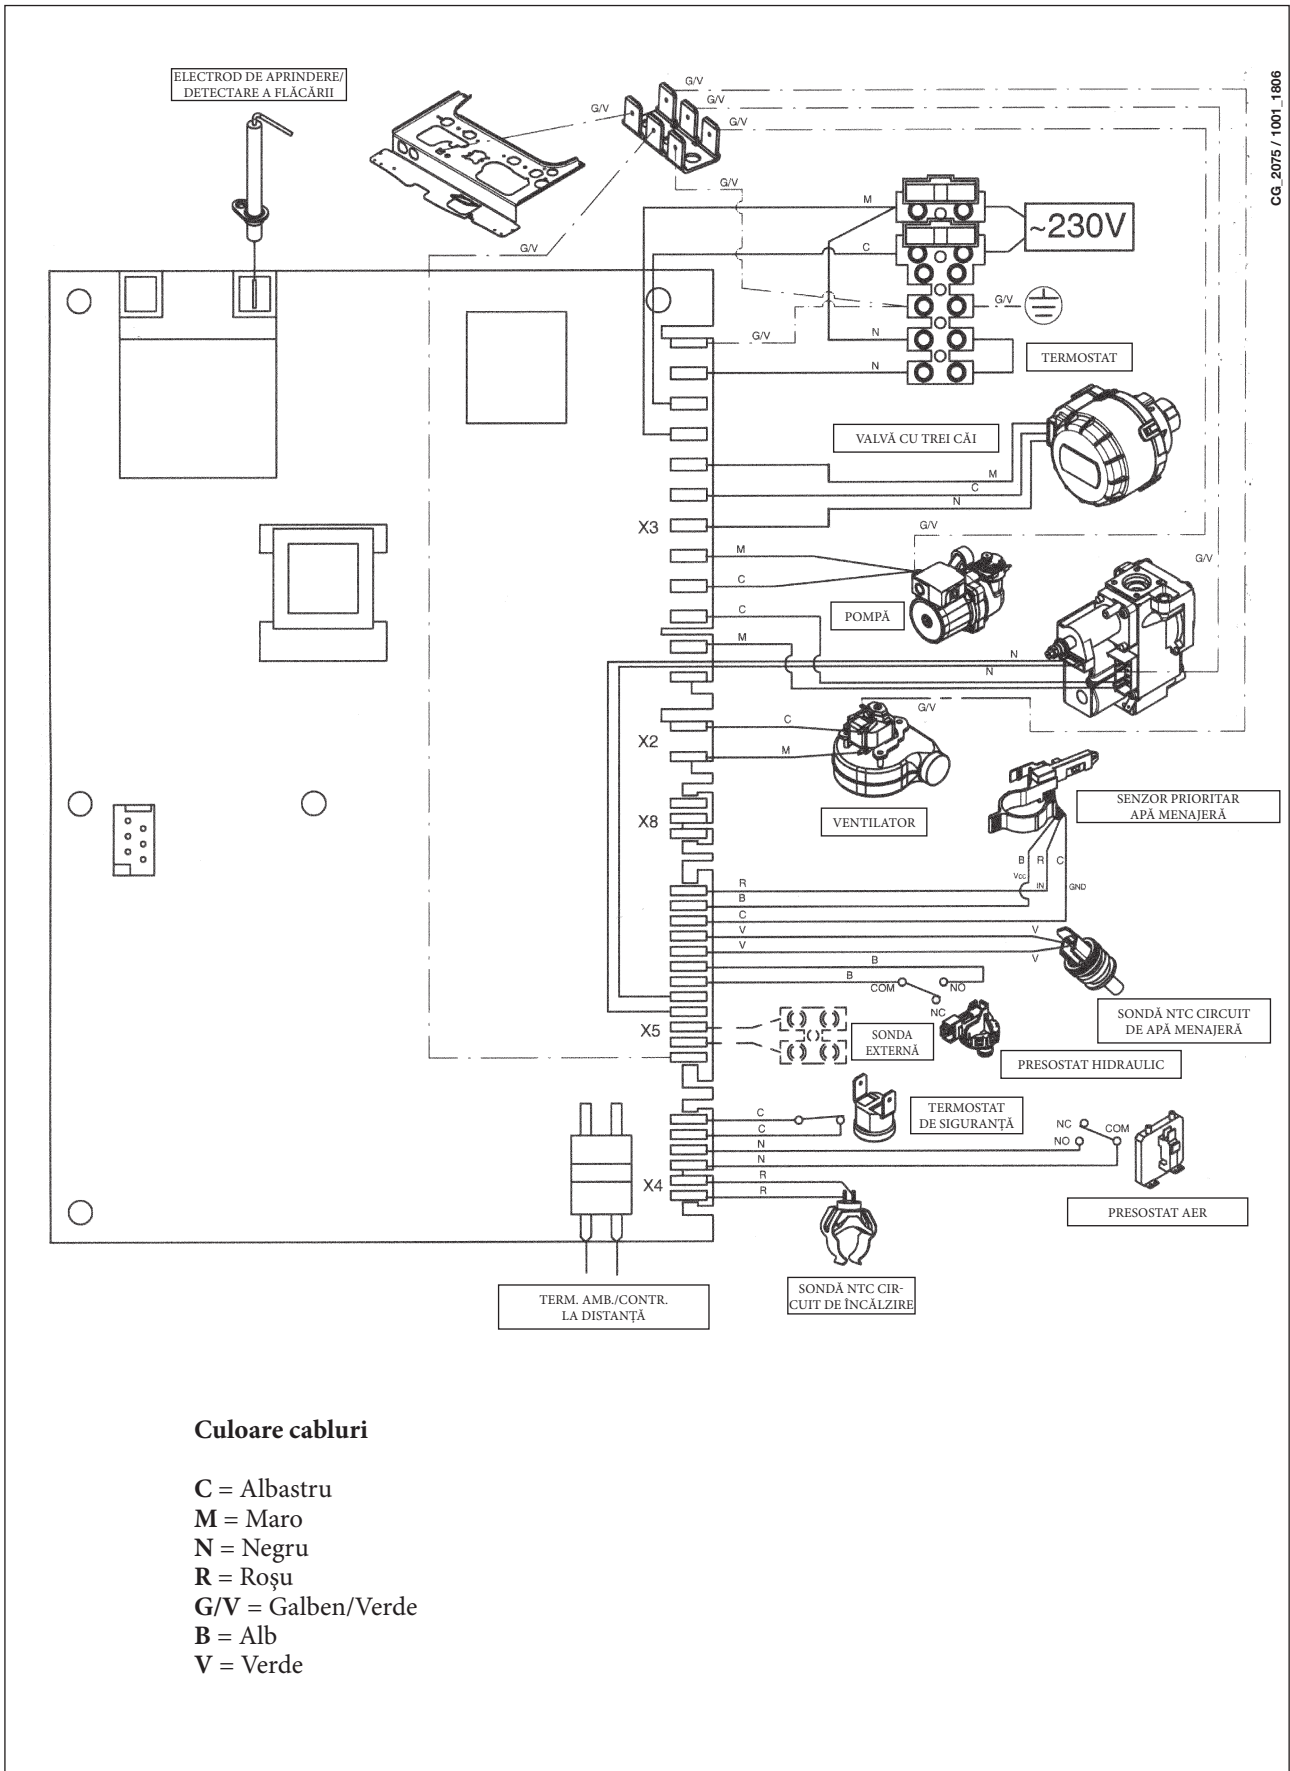 CG_2075 / 1001_1806
ELECTROD DE APRINDERE/
DETECTARE A FLĂCĂRII
G/V
G/V
G/V
G/V
G/V
G/V
M
~230V
C
G/V
G/V
N
TERMOSTAT
N
VALVĂ CU TREI CĂI
M
C
N
X3
G/V
M
G/V
C
C
POMPĂ
M
N
N
G/V
C
X2
M
SENZOR PRIORITAR
APĂ MENAJERĂ
X8
VENTILATOR
B R C
Vcc
R
IN
GND
B
C
V
V
V
V
B
B
COM
NO
NC
SONDĂ NTC CIRCUIT
DE APĂ MENAJERĂ
X5
SONDA
EXTERNĂ
PRESOSTAT HIDRAULIC
TERMOSTAT
DE SIGURANȚĂ
C
C
NC
COM
NO
N
N
R
X4
R
PRESOSTAT AER
SONDĂ NTC CIR-
CUIT DE ÎNCĂLZIRE
TERM. AMB./CONTR.
LA DISTANȚĂ
Culoare cabluri
C = Albastru
M = Maro
N = Negru
R = Roşu
G/V = Galben/Verde
B = Alb
V = Verde